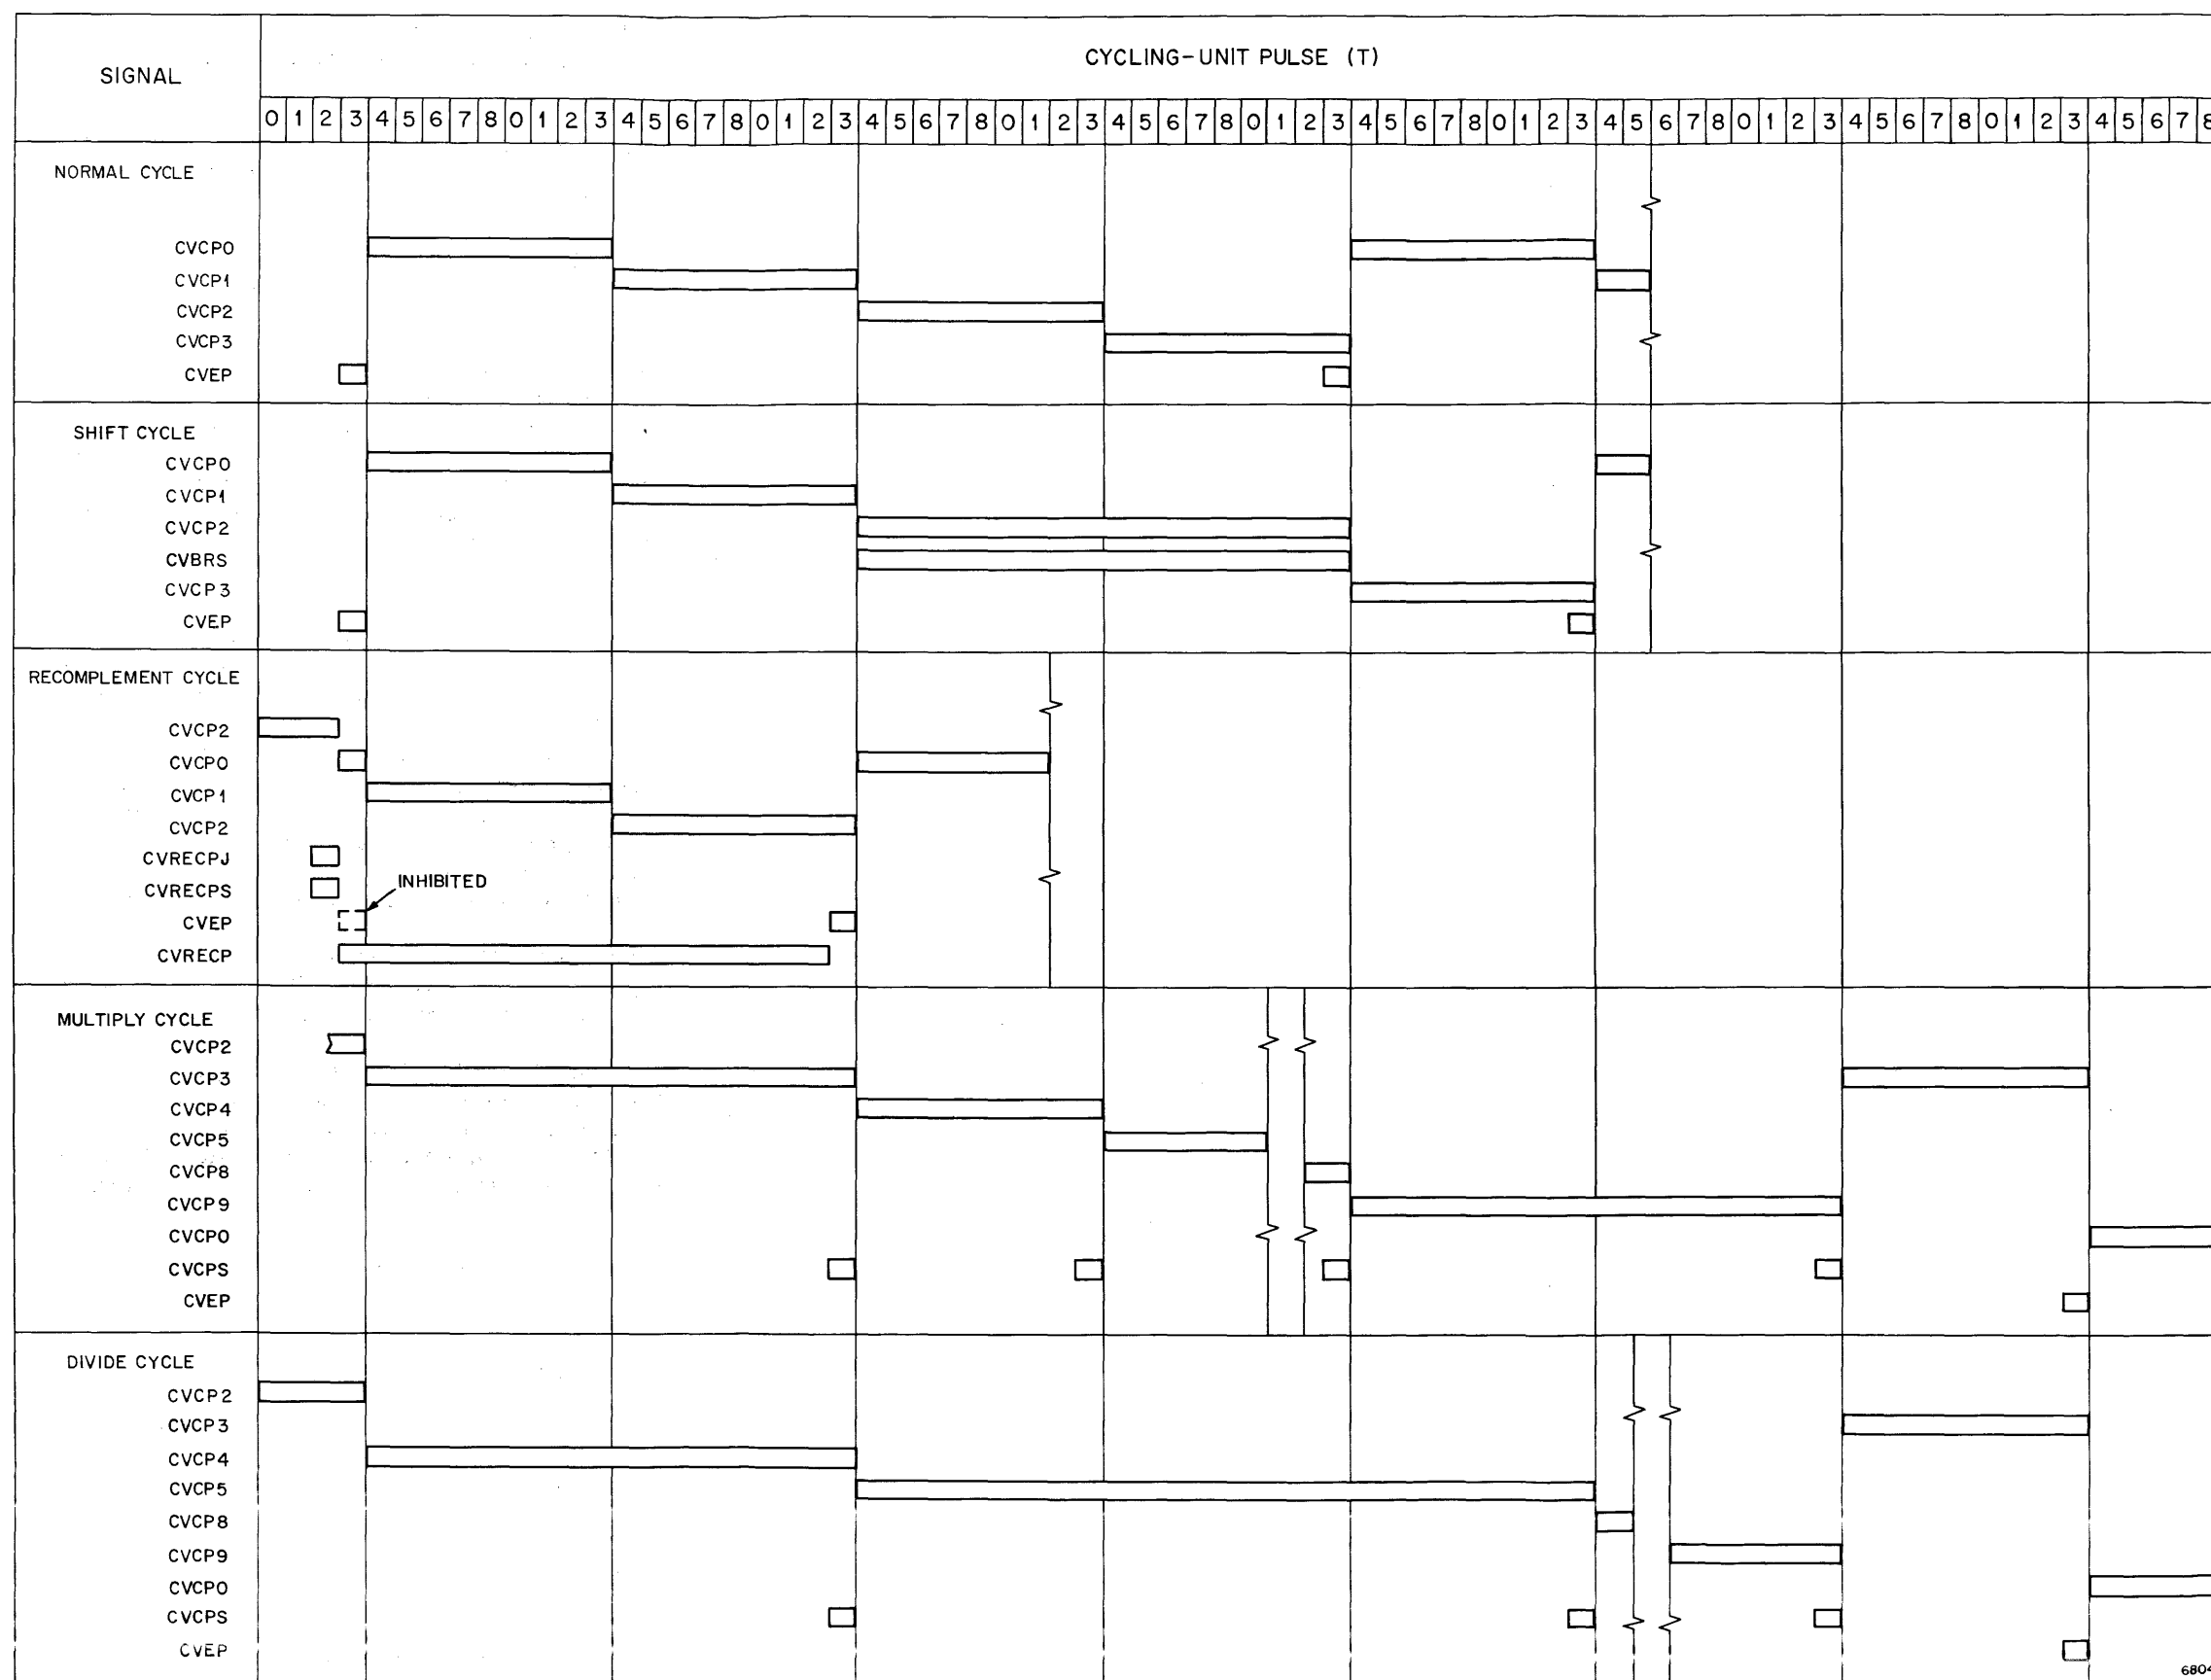 SIGNAL
CYCLING-UNIT PULSE (T)
0 1 2 3 4 5 6 7 8 0 1 2 3 4 5 6 7 8 0 1 2 3 4 5 6 7 8 0 1 2 3 4 5 6 7 8 0 1 2 3 4 5 6 7 8 0 1 2 3 4 5 6 7 8 0 1 2 3 4 5 6 7 8 0 1 2 3 4 5 6 7 8
NORMAL CYCLE
CVCP0
CVCP1
CVCP2
CVCP3
CVEP
SHIFT CYCLE
CVCP0
CVCP1
CVCP2
CVBRS
CVCP3
CVEP
RECOMPLEMENT CYCLE
CVCP2
CVCP0
CVCP1
CVCP2
CVRECPJ
CVRECPS
INHIBITED
CVEP
CVRECP
MULTIPLY CYCLE
CVCP2
CVCP3
CVCP4
CVCP5
CVCP8
CVCP9
CVCP0
CVCPS
CVEP
DIVIDE CYCLE
CVCP2
CVCP3
CVCP4
CVCP5
CVCP8
CVCP9
CVCP0
CVCPS
CVEP
6804